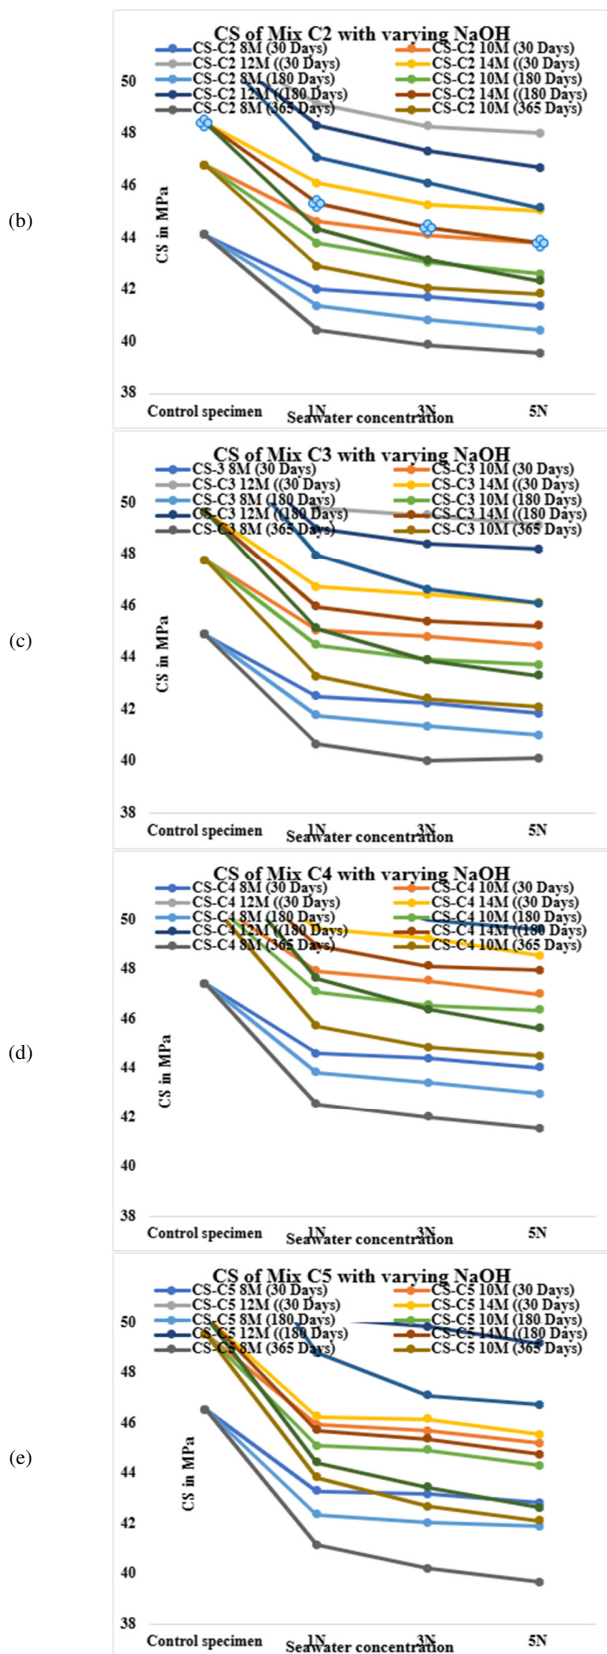 (b)
CS of Mix C2 with varying NaOH
CS-C2 8M (30 Days) CS-C2 10M (30 Days)
CS-C2 12M ((30 Days) CS-C2 14M ((30 Days)
CS-C2 8M (180 Days) CS-C2 10M (180 Days)
CS-C2 12M ((180 Days) CS-C2 14M ((180 Days)
CS-C2 8M (365 Days) CS-C2 10M (365 Days)
50
48
46
44
42
40
38
CS in MPa
Control specimen 1N 3N 5N
Seawater concentration
(c)
CS of Mix C3 with varying NaOH
CS-3 8M (30 Days) CS-C3 10M (30 Days)
CS-C3 12M ((30 Days) CS-C3 14M ((30 Days)
CS-C3 8M (180 Days) CS-C3 10M (180 Days)
CS-C3 12M ((180 Days) CS-C3 14M ((180 Days)
CS-C3 8M (365 Days) CS-C3 10M (365 Days)
50
48
46
44
42
40
38
CS in MPa
Control specimen 1N 3N 5N
Seawater concentration
(d)
CS of Mix C4 with varying NaOH
CS-C4 8M (30 Days) CS-C4 10M (30 Days)
CS-C4 12M ((30 Days) CS-C4 14M ((30 Days)
CS-C4 8M (180 Days) CS-C4 10M (180 Days)
CS-C4 12M ((180 Days) CS-C4 14M ((180 Days)
CS-C4 8M (365 Days) CS-C4 10M (365 Days)
50
48
46
44
42
40
38
CS in MPa
Control specimen 1N 3N 5N
Seawater concentration
(e)
CS of Mix C5 with varying NaOH
CS-C5 8M (30 Days) CS-C5 10M (30 Days)
CS-C5 12M ((30 Days) CS-C5 14M ((30 Days)
CS-C5 8M (180 Days) CS-C5 10M (180 Days)
CS-C5 12M ((180 Days) CS-C5 14M ((180 Days)
CS-C5 8M (365 Days) CS-C5 10M (365 Days)
50
48
46
44
42
40
38
CS in MPa
Control specimen 1N 3N 5N
Seawater concentration